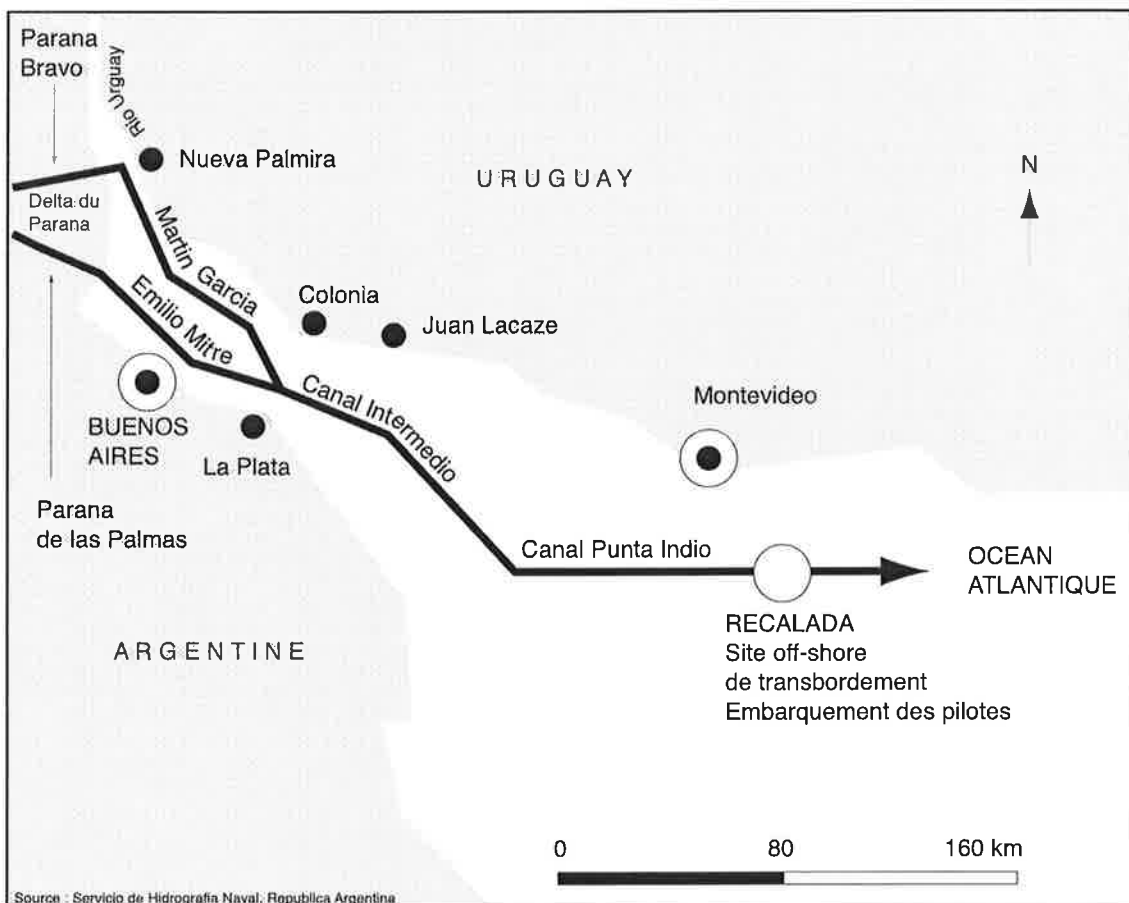 Parana
Bravo
Rio Urguay
Nueva Palmira
URUGUAY
N
Delta du
Parana
Martin Garcia
Emilio Mitre
Colonia
Juan Lacaze
Canal Intermedio
Montevideo
BUENOS
AIRES
La Plata
Parana
de las Palmas
Canal Punta Indio
OCEAN
ATLANTIQUE
RECALADA
Site off-shore
de transbordement
Embarquement des pilotes
ARGENTINE
0 80 160 km
Source : Servicio de Hidrografia Naval, Republica Argentina